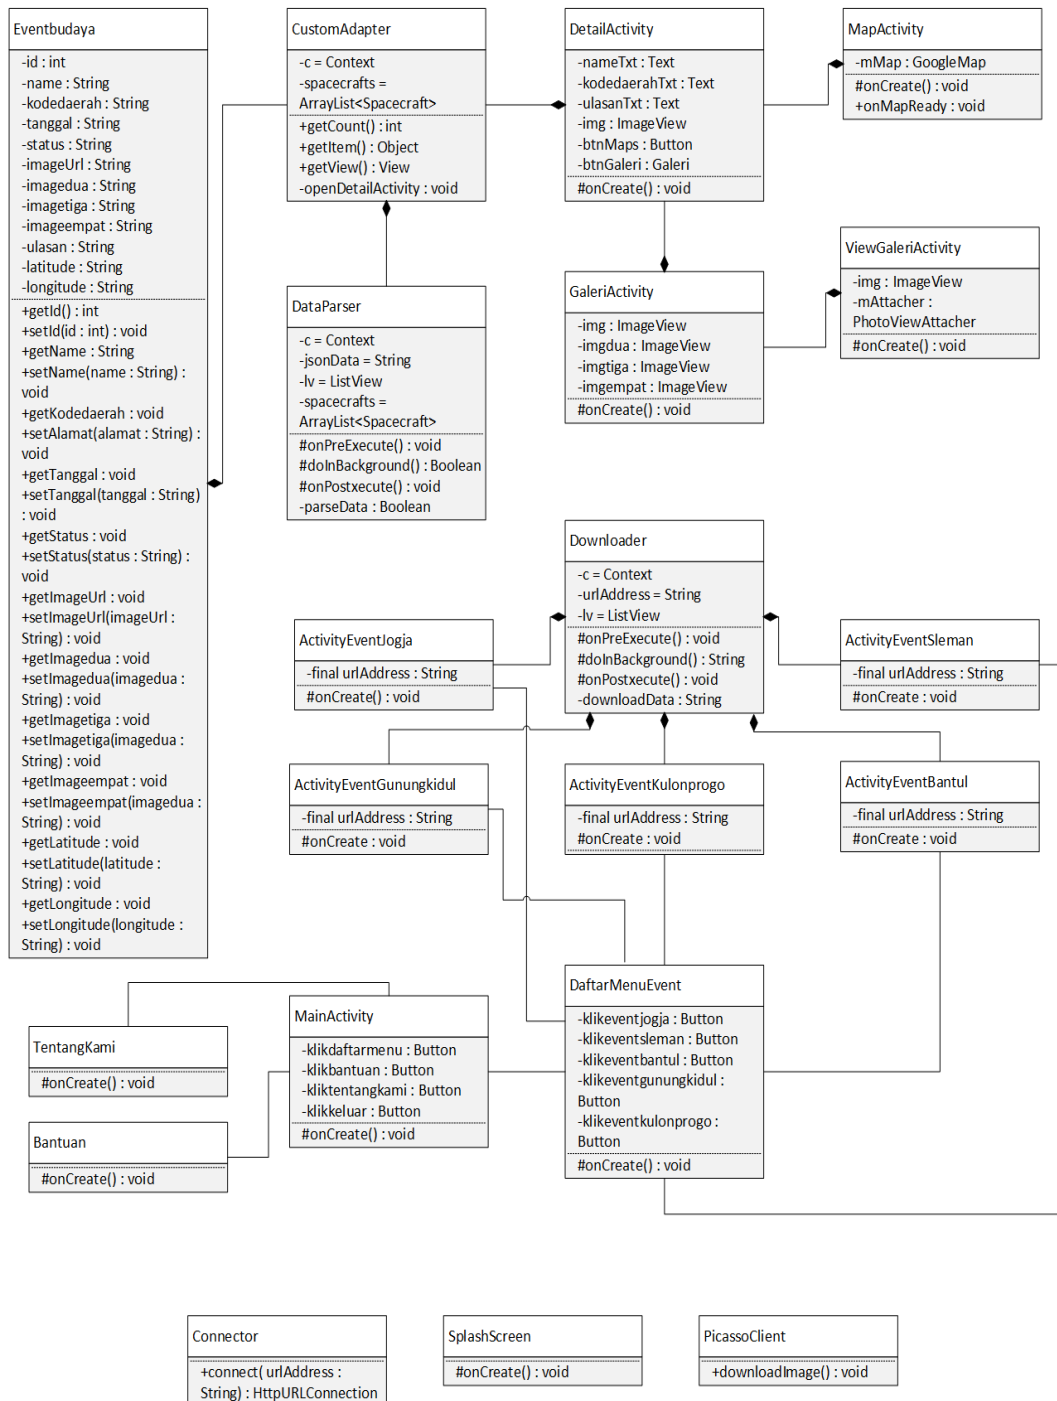 Eventbudaya
-id : int
-name : String
-kodedaerah : String
-tanggal : String
-status : String
-imageUrl : String
-imagedua : String
-imagetiga : String
-imageempat : String
-ulasan : String
-latitude : String
-longitude : String
+getId() : int
+setId(id : int) : void
+getName : String
+setName(name : String) :
void
+getKodedaerah : void
+setAlamat(alamat : String) :
void
+getTanggal : void
+setTanggal(tanggal : String)
: void
+getStatus : void
+setStatus(status : String) :
void
+getImageUrl : void
+setImageUrl(imageUrl :
String) : void
+getImagedua : void
+setImagedua(imagedua :
String) : void
+getImagetiga : void
+setImagetiga(imagedua :
String) : void
+getImageempat : void
+setImageempat(imagedua :
String) : void
+getLatitude : void
+setLatitude(latitude :
String) : void
+getLongitude : void
+setLongitude(longitude :
String) : void
CustomAdapter
-c = Context
-spacecrafts =
ArrayList<Spacecraft>
+getCount() : int
+getItem() : Object
+getView() : View
-openDetailActivity : void
DetailActivity
-nameTxt : Text
-kodedaerahTxt : Text
-ulasanTxt : Text
-img : ImageView
-btnMaps : Button
-btnGaleri : Galeri
#onCreate() : void
MapActivity
-mMap : GoogleMap
#onCreate() : void
+onMapReady : void
DataParser
-c = Context
-jsonData = String
-lv = ListView
-spacecrafts =
ArrayList<Spacecraft>
#onPreExecute() : void
#doInBackground() : Boolean
#onPostxecute() : void
-parseData : Boolean
GaleriActivity
-img : ImageView
-imgdua : ImageView
-imgtiga : ImageView
-imgempat : ImageView
#onCreate() : void
ViewGaleriActivity
-img : ImageView
-mAttacher :
PhotoViewAttacher
#onCreate() : void
Downloader
-c = Context
-urlAddress = String
-lv = ListView
#onPreExecute() : void
#doInBackground() : String
#onPostxecute() : void
-downloadData : String
ActivityEventJogja
-final urlAddress : String
#onCreate() : void
ActivityEventSleman
-final urlAddress : String
#onCreate : void
ActivityEventGunungkidul
-final urlAddress : String
#onCreate : void
ActivityEventKulonprogo
-final urlAddress : String
#onCreate : void
ActivityEventBantul
-final urlAddress : String
#onCreate : void
DaftarMenuEvent
-klikeventjogja : Button
-klikeventsleman : Button
-klikeventbantul : Button
-klikeventgunungkidul :
Button
-klikeventkulonprogo :
Button
#onCreate() : void
MainActivity
-klikdaftarmenu : Button
-klikbantuan : Button
-kliktentangkami : Button
-klikkeluar : Button
#onCreate() : void
TentangKami
#onCreate() : void
Bantuan
#onCreate() : void
Connector
+connect( urlAddress :
String) : HttpURLConnection
SplashScreen
#onCreate() : void
PicassoClient
+downloadImage() : void